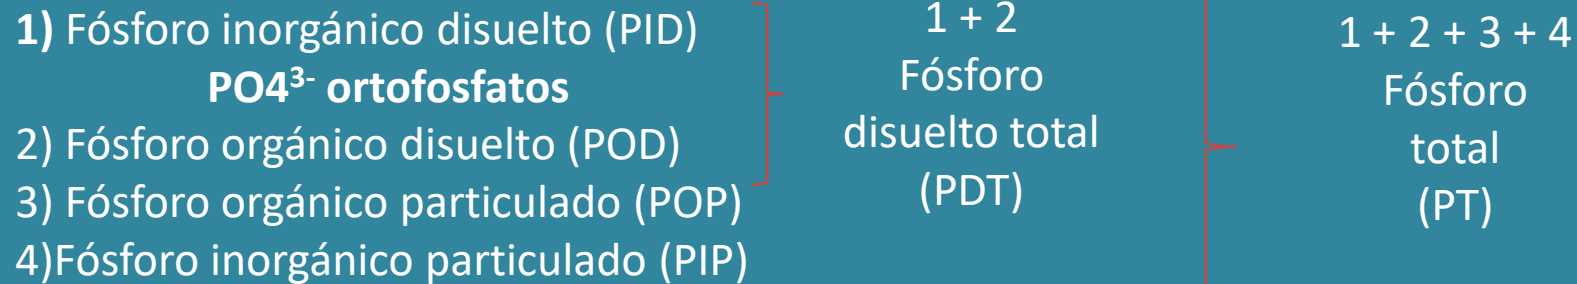 1) Fósforo inorgánico disuelto (PID)
PO4³⁻ ortofosfatos
2) Fósforo orgánico disuelto (POD)
3) Fósforo orgánico particulado (POP)
4)Fósforo inorgánico particulado (PIP)
1 + 2
Fósforo
disuelto total
(PDT)
1 + 2 + 3 + 4
Fósforo
total
(PT)